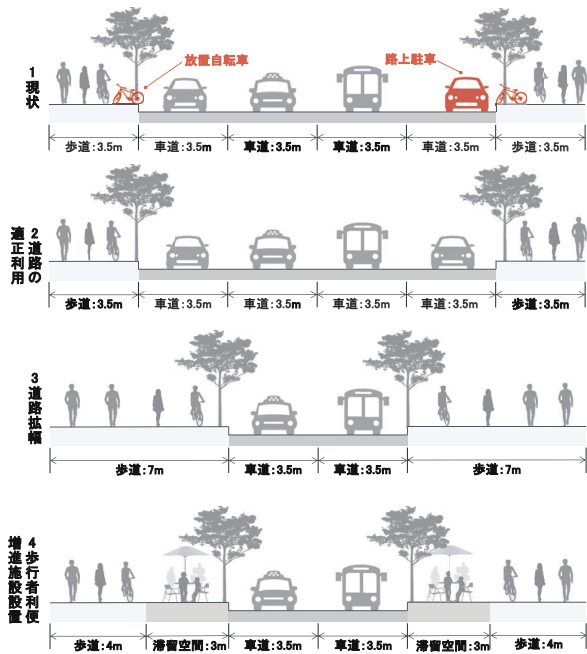 1現状
放置自転車
路上駐車
歩道:3.5m 車道:3.5m 車道:3.5m 車道:3.5m 車道:3.5m 歩道:3.5m
2道路の
適正利用
歩道:3.5m 車道:3.5m 車道:3.5m 車道:3.5m 車道:3.5m 歩道:3.5m
3道路拡幅
歩道:7m 車道:3.5m 車道:3.5m 歩道:7m
4歩行者利便
増進施設設置
歩道:4m 滞留空間:3m 車道:3.5m 車道:3.5m 滞留空間:3m 歩道:4m